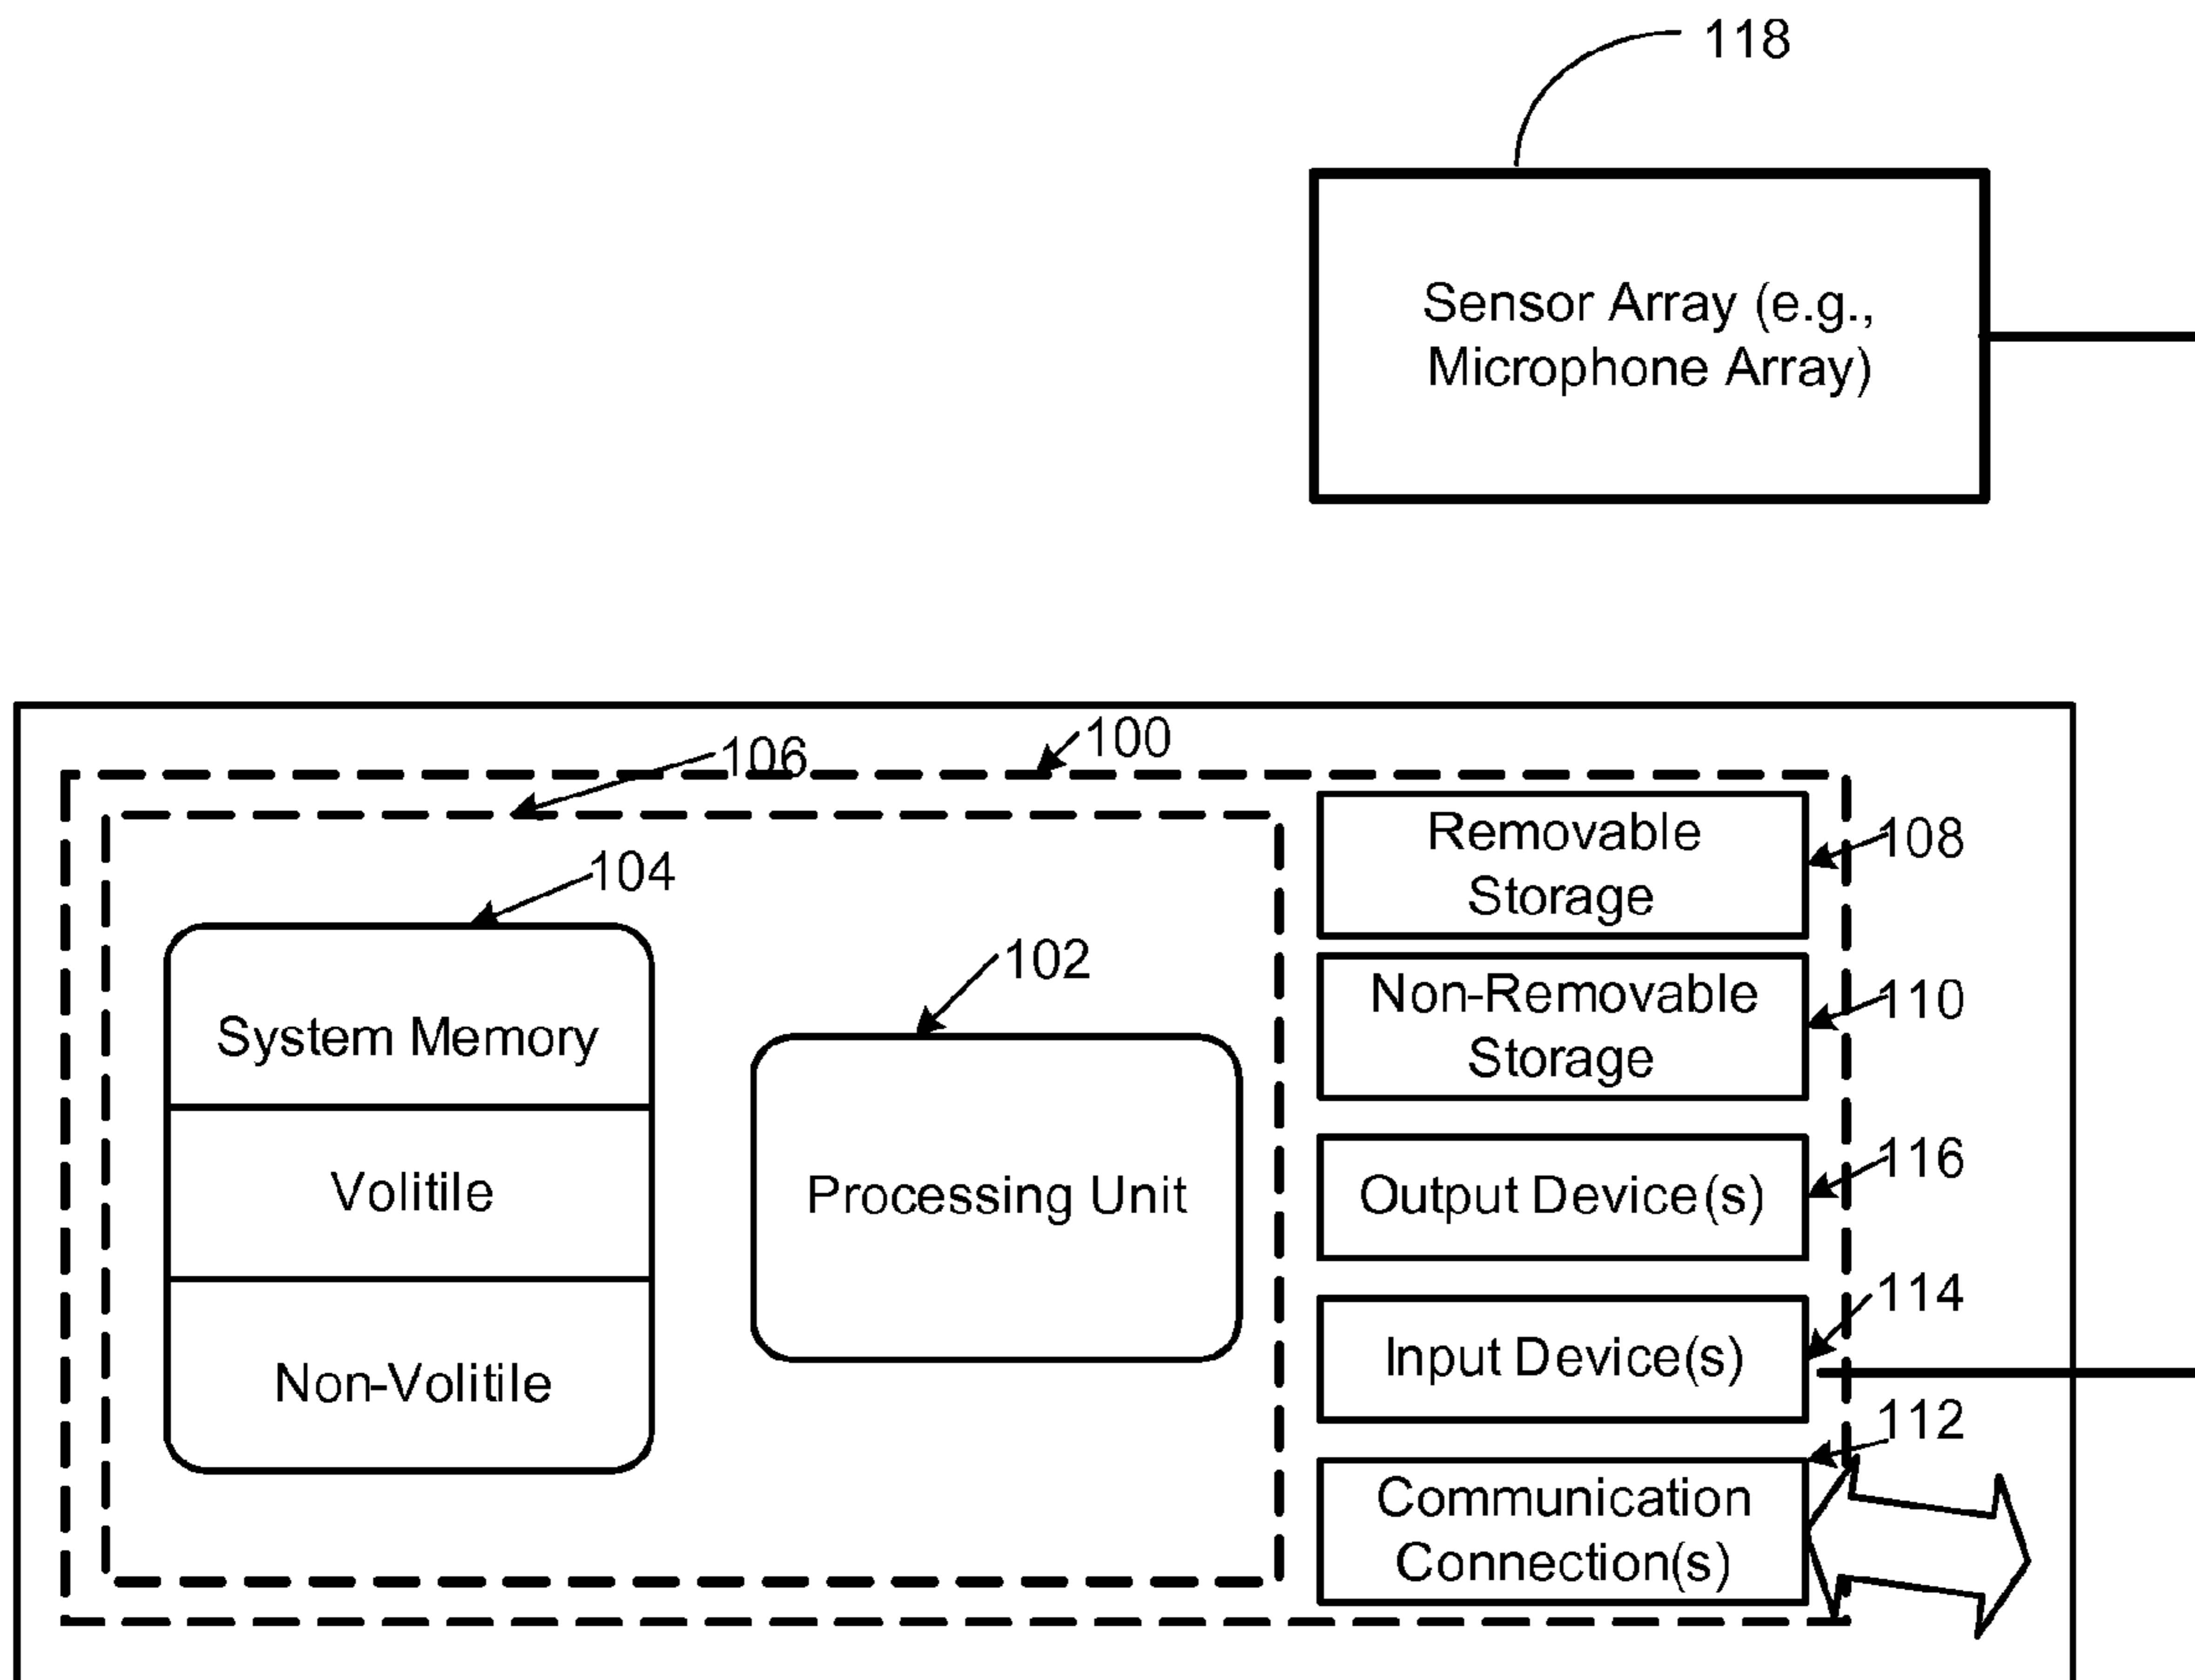 118
Sensor Array (e.g.,
Microphone Array)
100
106
Removable
Storage
108
104
System Memory
Volitile
Non-Volitile
102
Processing Unit
Non-Removable
Storage
110
Output Device(s)
116
Input Device(s)
114
Communication
Connection(s)
112